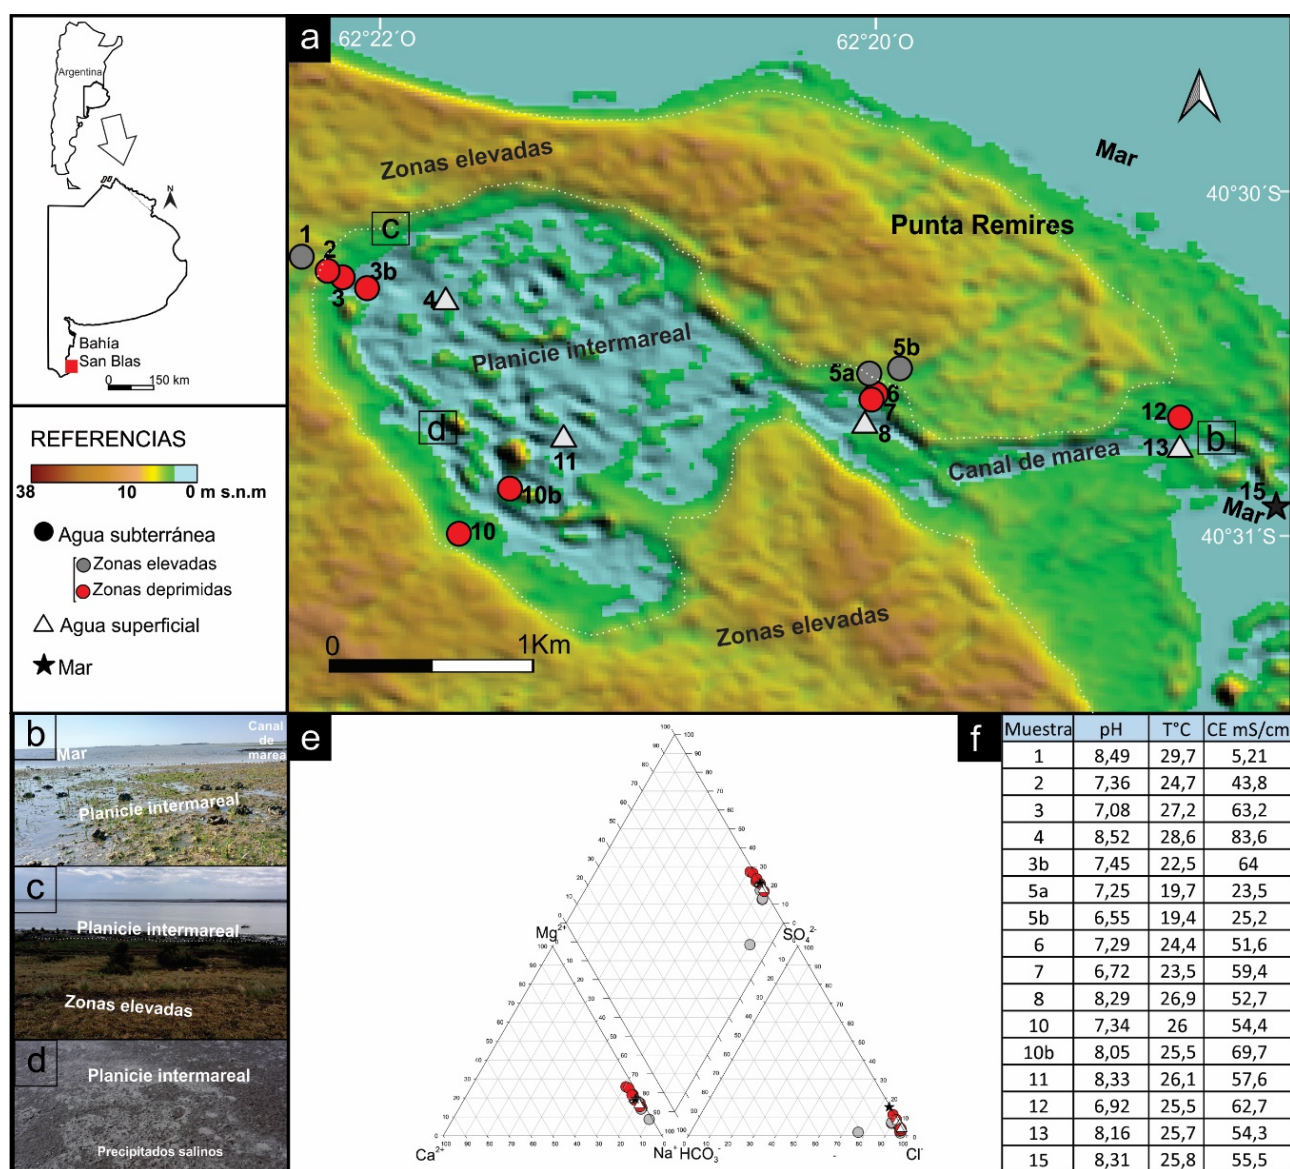 Argentina
N
Bahía
San Blas
0 150 km
REFERENCIAS
38 10 0 m s.n.m
Agua subterránea
Zonas elevadas
Zonas deprimidas
Agua superficial
Mar
a
62°22´O
62°20´O
Mar
40°30´S
Zonas elevadas
Punta Remires
c
1
2
3
3b
4
Planicie intermareal
5a
5b
6
7
8
d
11
10b
10
12
13
b
Canal de marea
15
Mar
40°31´S
Zonas elevadas
0 1Km
b
Mar
Canal
de
marea
Planicie intermareal
c
Planicie intermareal
Zonas elevadas
d
Planicie intermareal
Precipitados salinos
e
Mg2+
SO42-
Ca2+
Na+
HCO3-
Cl-
f
Muestra pH T°C CE mS/cm
1 8,49 29,7 5,21
2 7,36 24,7 43,8
3 7,08 27,2 63,2
4 8,52 28,6 83,6
3b 7,45 22,5 64
5a 7,25 19,7 23,5
5b 6,55 19,4 25,2
6 7,29 24,4 51,6
7 6,72 23,5 59,4
8 8,29 26,9 52,7
10 7,34 26 54,4
10b 8,05 25,5 69,7
11 8,33 26,1 57,6
12 6,92 25,5 62,7
13 8,16 25,7 54,3
15 8,31 25,8 55,5